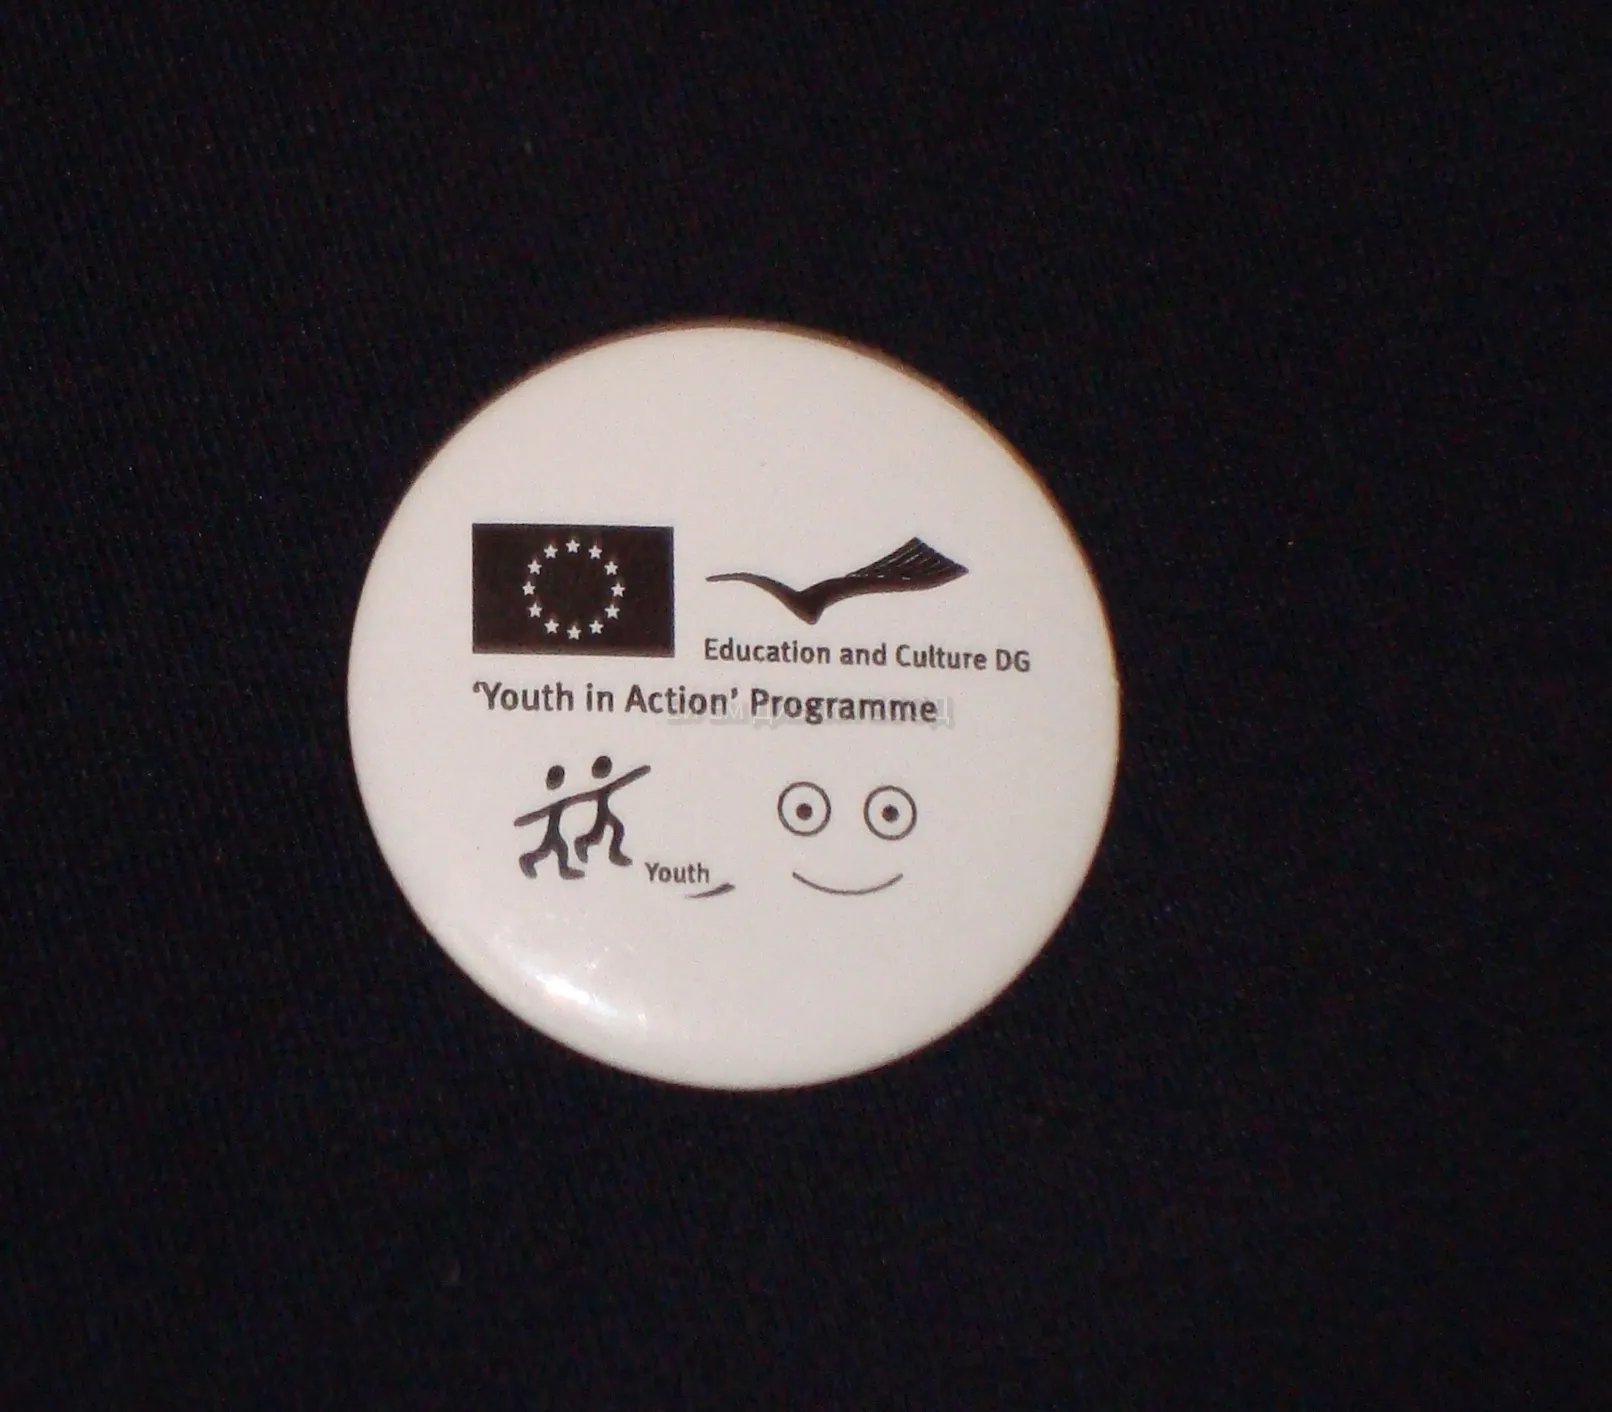 Education and Culture DG
‘Youth in Action’ Programme
Youth